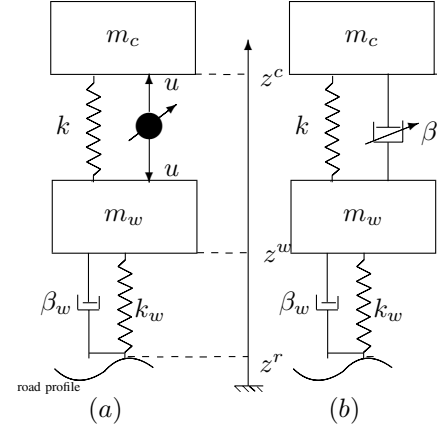 m_c
m_c
u
z^c
k
k
β
u
m_w
m_w
z^w
β_w
k_w
β_w
k_w
z^r
road profile
(a)
(b)